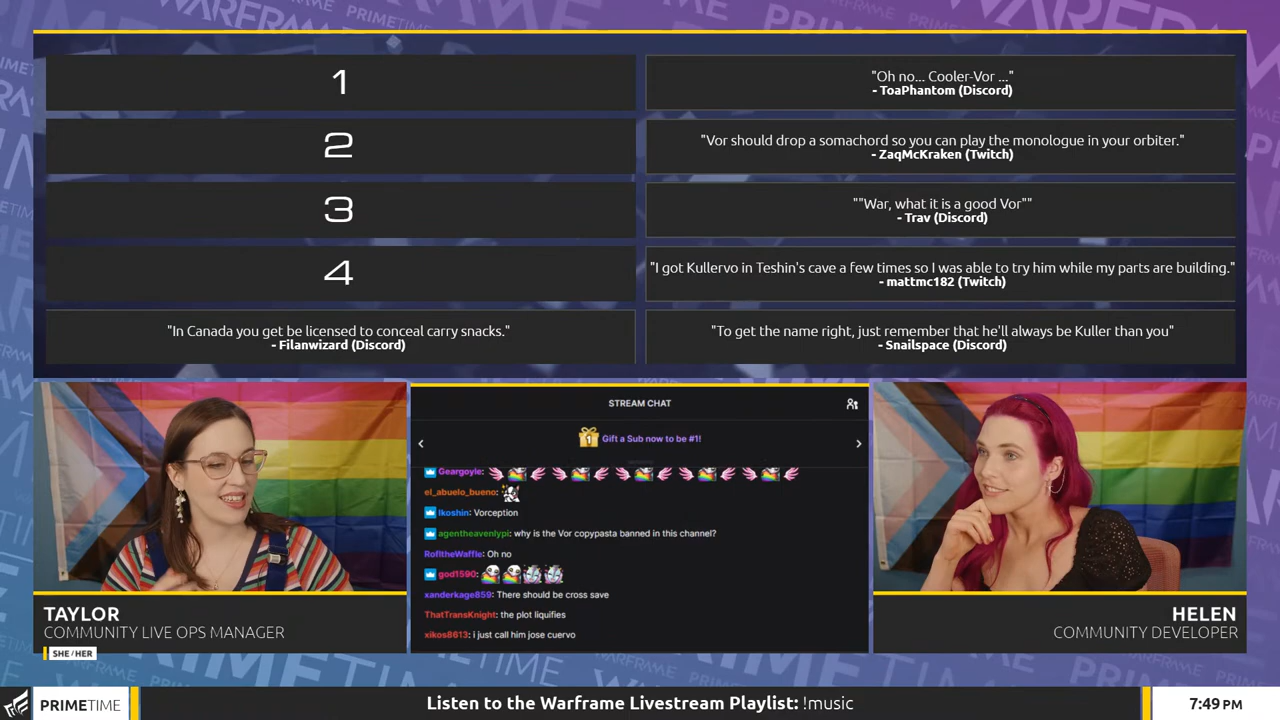 1
"Oh no... Cooler-Vor ..."
- ToaPhantom (Discord)
2
"Vor should drop a somachord so you can play the monologue in your orbiter."
- ZaqMcKraken (Twitch)
3
""War, what it is a good Vor""
- Trav (Discord)
4
"I got Kullervo in Teshin's cave a few times so I was able to try him while my parts are building."
- mattmc182 (Twitch)
"In Canada you get be licensed to conceal carry snacks."
- Filanwizard (Discord)
"To get the name right, just remember that he'll always be Kuller than you"
- Snailspace (Discord)
STREAM CHAT
1 Gift a Sub now to be #1!
Geargoyle:
el_abuelo_bueno:
Ikoshin: Vorception
agentheavenlypi: why is the Vor copypasta banned in this channel?
RofltheWaffle: Oh no
god1590:
xanderkage859: There should be cross save
ThatTransKnight: the plot liquifies
xikos8613: i just call him jose cuervo
TAYLOR
COMMUNITY LIVE OPS MANAGER
SHE/HER
HELEN
COMMUNITY DEVELOPER
PRIMETIME
Listen to the Warframe Livestream Playlist: !music
7:49 PM